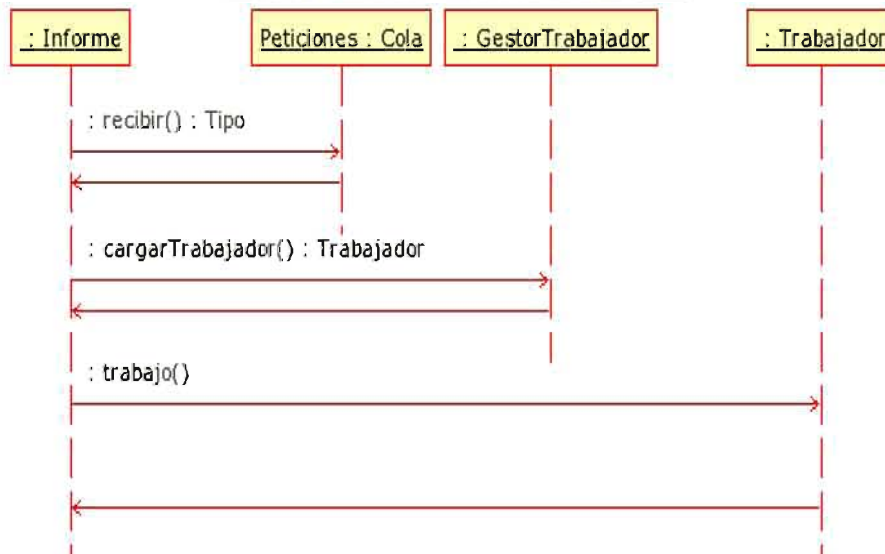 : Informe
Peticiones : Cola
: GestorTrabajador
: Trabajador
: recibir() : Tipo
: cargarTrabajador() : Trabajador
: trabajo()